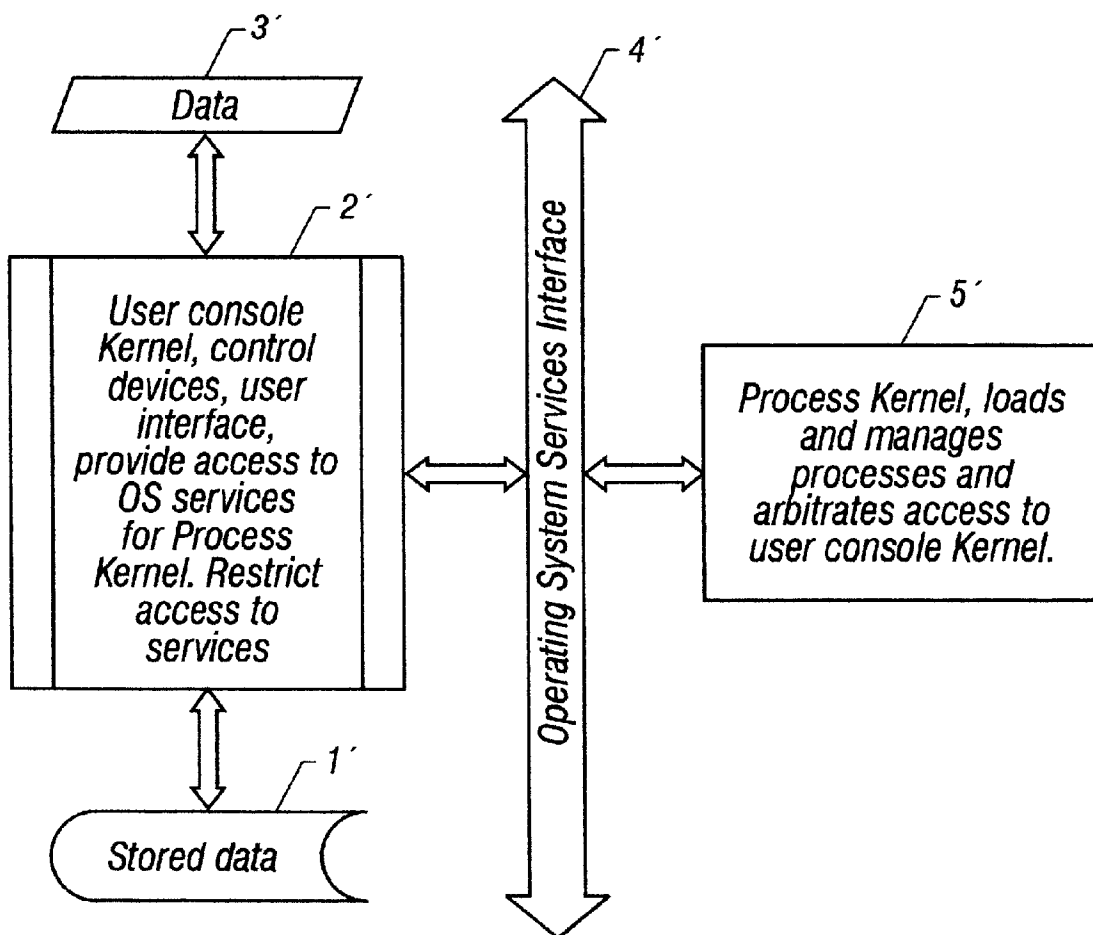 3´
Data
2´
User console
Kernel, control
devices, user
interface,
provide access to
OS services
for Process
Kernel. Restrict
access to
services
1´
Stored data
4´
Operating System Services Interface
5´
Process Kernel, loads
and manages
processes and
arbitrates access to
user console Kernel.